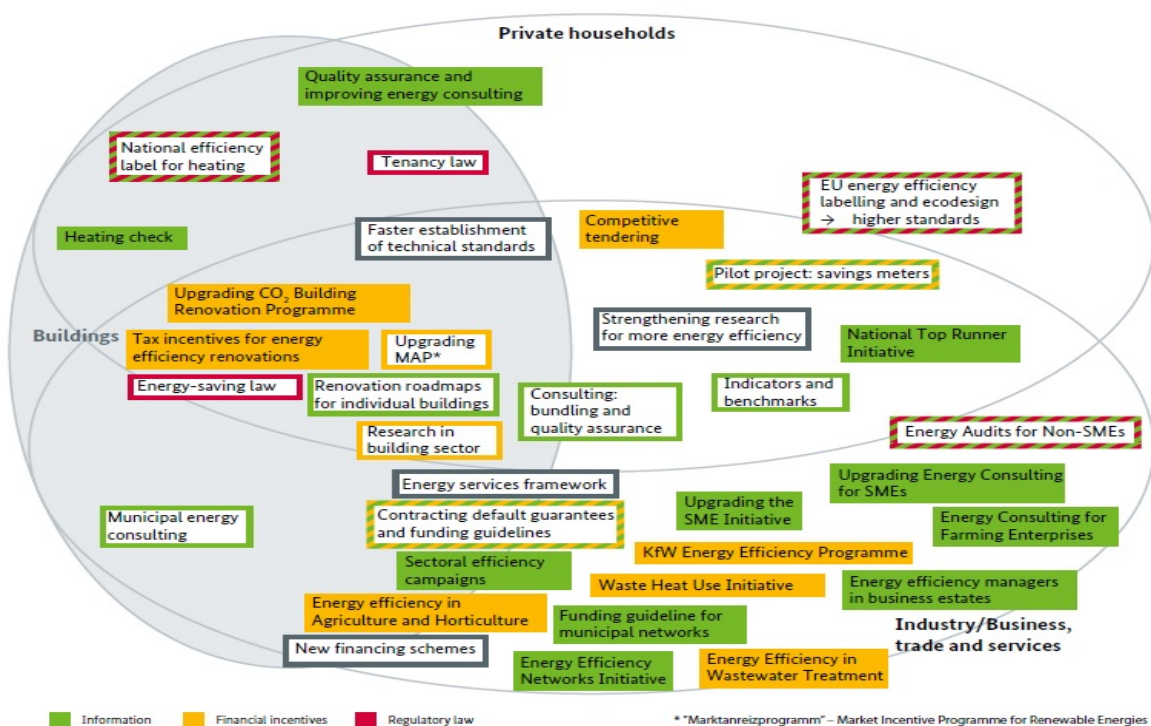 Private households
Quality assurance and
improving energy consulting
National efficiency
label for heating
Tenancy law
EU energy efficiency
labelling and ecodesign
→ higher standards
Heating check
Faster establishment
of technical standards
Competitive
tendering
Pilot project: savings meters
Upgrading CO₂ Building
Renovation Programme
Strengthening research
for more energy efficiency
National Top Runner
Initiative
Buildings
Tax incentives for energy
efficiency renovations
Upgrading
MAP*
Energy-saving law
Renovation roadmaps
for individual buildings
Consulting:
bundling and
quality assurance
Indicators and
benchmarks
Research in
building sector
Energy Audits for Non-SMEs
Energy services framework
Upgrading Energy Consulting
for SMEs
Municipal energy
consulting
Contracting default guarantees
and funding guidelines
Upgrading the
SME Initiative
Energy Consulting for
Farming Enterprises
Sectoral efficiency
campaigns
KfW Energy Efficiency Programme
Waste Heat Use Initiative
Energy efficiency managers
in business estates
Energy efficiency in
Agriculture and Horticulture
Funding guideline for
municipal networks
Industry/Business,
trade and services
New financing schemes
Energy Efficiency
Networks Initiative
Energy Efficiency in
Wastewater Treatment
Information
Financial incentives
Regulatory law
* "Marktanreizprogramm" – Market Incentive Programme for Renewable Energies